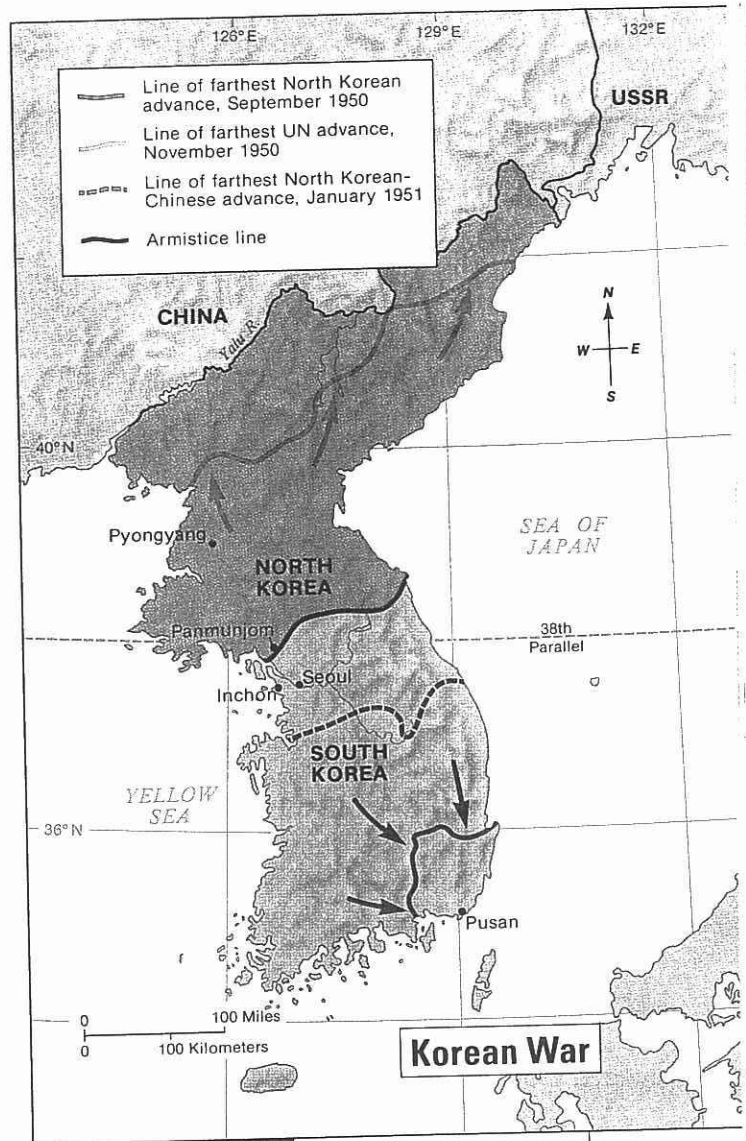 126°E
129°E
132°E
Line of farthest North Korean
advance, September 1950
Line of farthest UN advance,
November 1950
Line of farthest North Korean-
Chinese advance, January 1951
Armistice line
USSR
CHINA
Yalu R.
N
W
E
S
40°N
Pyongyang
SEA OF
JAPAN
NORTH
KOREA
Panmunjom
38th
Parallel
Seoul
Inchon
SOUTH
KOREA
YELLOW
SEA
36°N
Pusan
0
100 Miles
0
100 Kilometers
Korean War